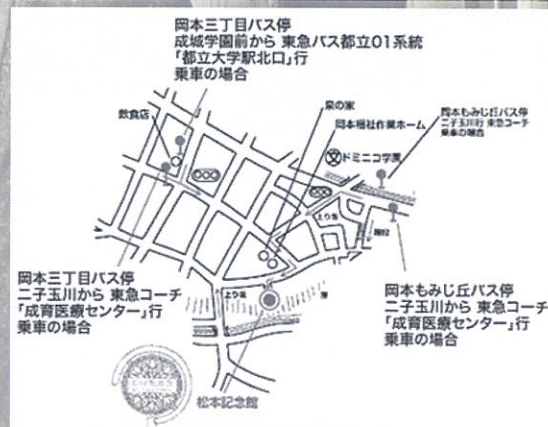 岡本三丁目バス停
成城学園前から 東急バス都立01系統
「都立大学駅北口」行
乗車の場合
泉の家
飲食店
岡本福祉作業ホーム
岡本もみじ丘バス停
二子玉川行 東急コーチ
乗車の場合
ドミニコ学園
より坂
階段
岡本三丁目バス停
二子玉川から 東急コーチ
「成育医療センター」行
乗車の場合
より坂
岡本もみじ丘バス停
二子玉川から 東急コーチ
「成育医療センター」行
乗車の場合
松本記念館